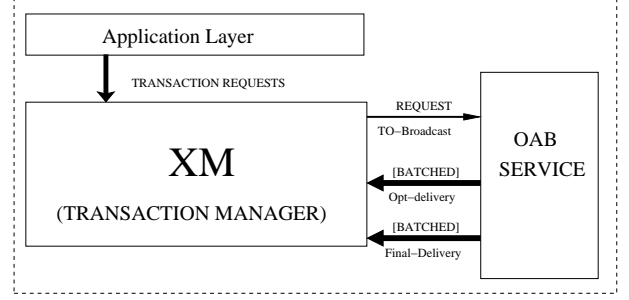 Application Layer
TRANSACTION REQUESTS
XM
(TRANSACTION MANAGER)
REQUEST
TO−Broadcast
[BATCHED]
Opt−delivery
[BATCHED]
Final−Delivery
OAB
SERVICE